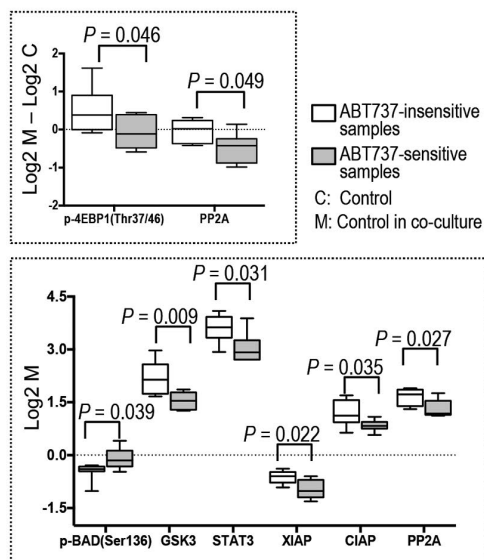 P = 0.046
P = 0.049
Log2 M – Log2 C
2
1
0
-1
-2
p-4EBP1(Thr37/46) PP2A
ABT737-insensitive
samples
ABT737-sensitive
samples
C: Control
M: Control in co-culture
P = 0.031
P = 0.009
P = 0.027
P = 0.035
P = 0.039
P = 0.022
Log2 M
4.5
3.0
1.5
0.0
-1.5
p-BAD(Ser136) GSK3 STAT3 XIAP CIAP PP2A